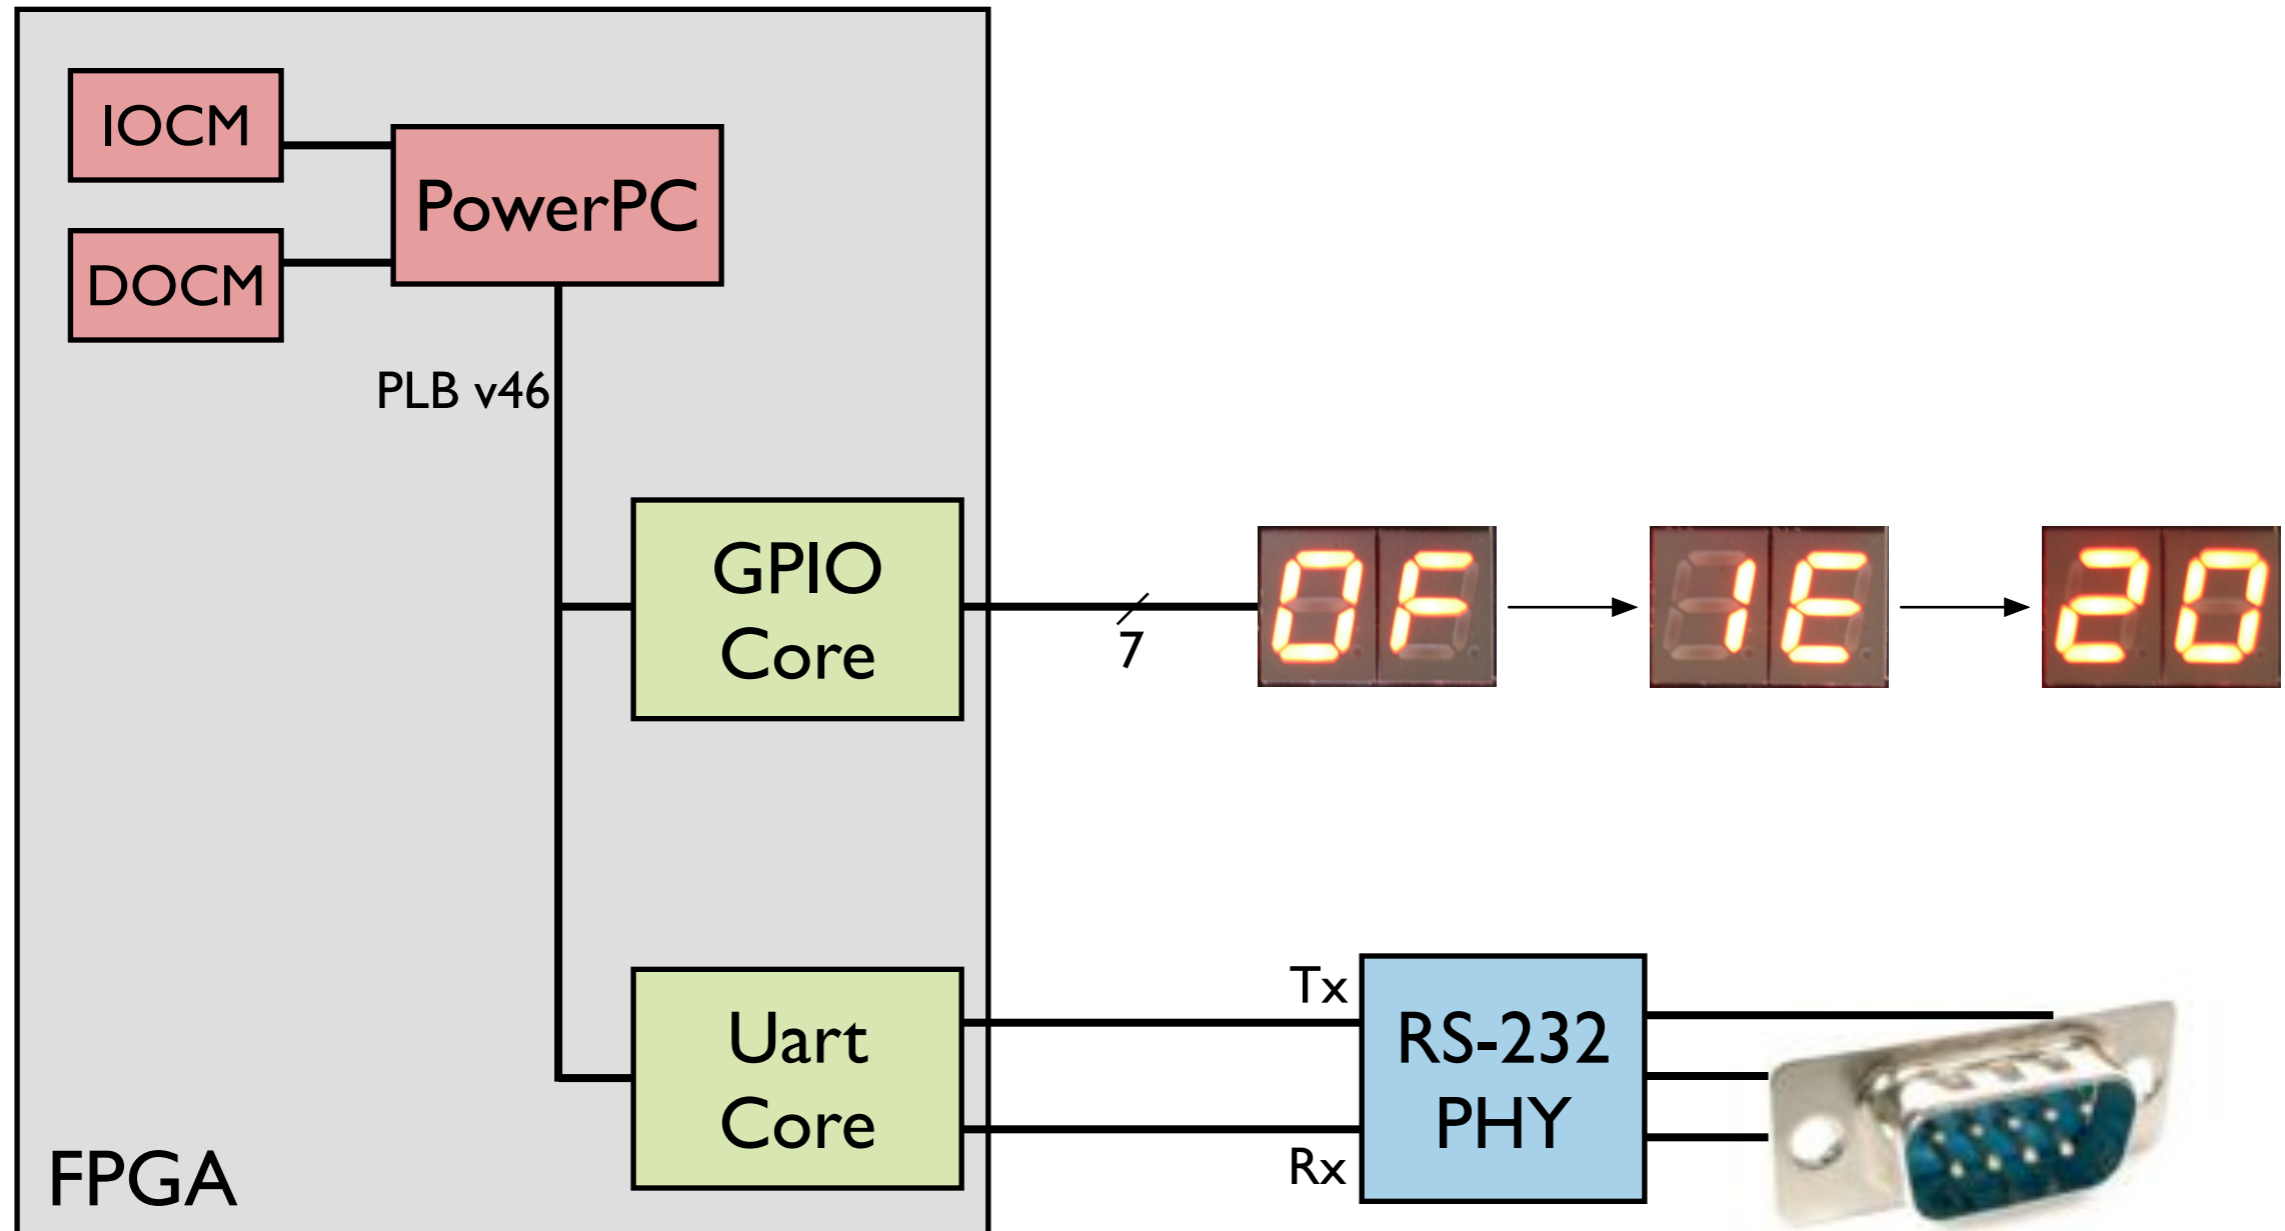 IOCM
PowerPC
DOCM
PLB v46
GPIO
Core
7
0F
1E
20
Uart
Core
Tx
Rx
RS-232
PHY
FPGA